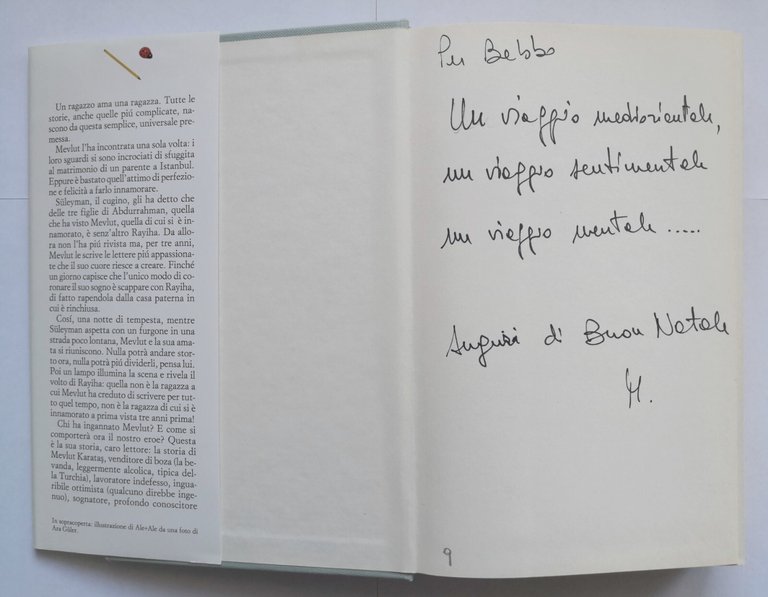 Un ragazzo ama una ragazza. Tutte le
storie, anche quelle piú complicate, na-
scono da questa semplice, universale pre-
messa.
Mevlut l'ha incontrata una sola volta: i
loro sguardi si sono incrociati di sfuggita
al matrimonio di un parente a Istanbul.
Eppure è bastato quell'attimo di perfezio-
ne e felicità a farlo innamorare.
Süleyman, il cugino, gli ha detto che
delle tre figlie di Abdurrahman, quella
che ha visto Mevlut, quella di cui si è in-
namorato, è senz'altro Rayiha. Da allo-
ra non l'ha piú rivista ma, per tre anni,
Mevlut le scrive le lettere piú appassiona-
te che il suo cuore riesce a creare. Finché
un giorno capisce che l'unico modo di co-
ronare il suo sogno è scappare con Rayiha,
di fatto rapendola dalla casa paterna in
cui è rinchiusa.
Cosí, una notte di tempesta, mentre
Süleyman aspetta con un furgone in una
strada poco lontana, Mevlut e la sua ama-
ta si riuniscono. Nulla potrà andare stor-
to ora, nulla potrà piú dividerli, pensa lui.
Poi un lampo illumina la scena e rivela il
volto di Rayiha: quella non è la ragazza a
cui Mevlut ha creduto di scrivere per tut-
to quel tempo, non è la ragazza di cui si è
innamorato a prima vista tre anni prima!
Chi ha ingannato Mevlut? E come si
comporterà ora il nostro eroe? Questa
è la sua storia, caro lettore: la storia di
Mevlut Karataş, venditore di boza (la be-
vanda, leggermente alcolica, tipica del-
la Turchia), lavoratore indefesso, ingua-
ribile ottimista (qualcuno direbbe inge-
nuo), sognatore, profondo conoscitore
In sopracoperta: illustrazione di Ale+Ale da una foto di
Ara Güler.
Per Bebbo
Un viaggio mediorientale,
un viaggio sentimentale
un viaggio mentale .....
Auguri di Buon Natale
M.
9